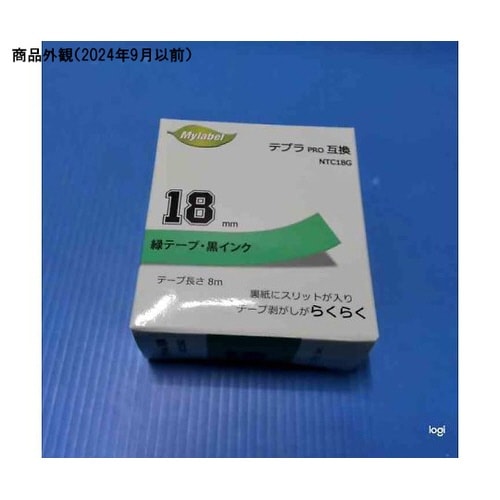 商品外観(2024年9月以前)
Mylabel
テプラ PRO 互換
NTC18G
18 mm
緑テープ・黒インク
テープ長さ 8m
裏紙にスリットが入り
テープ剥がしがらくらく
logi